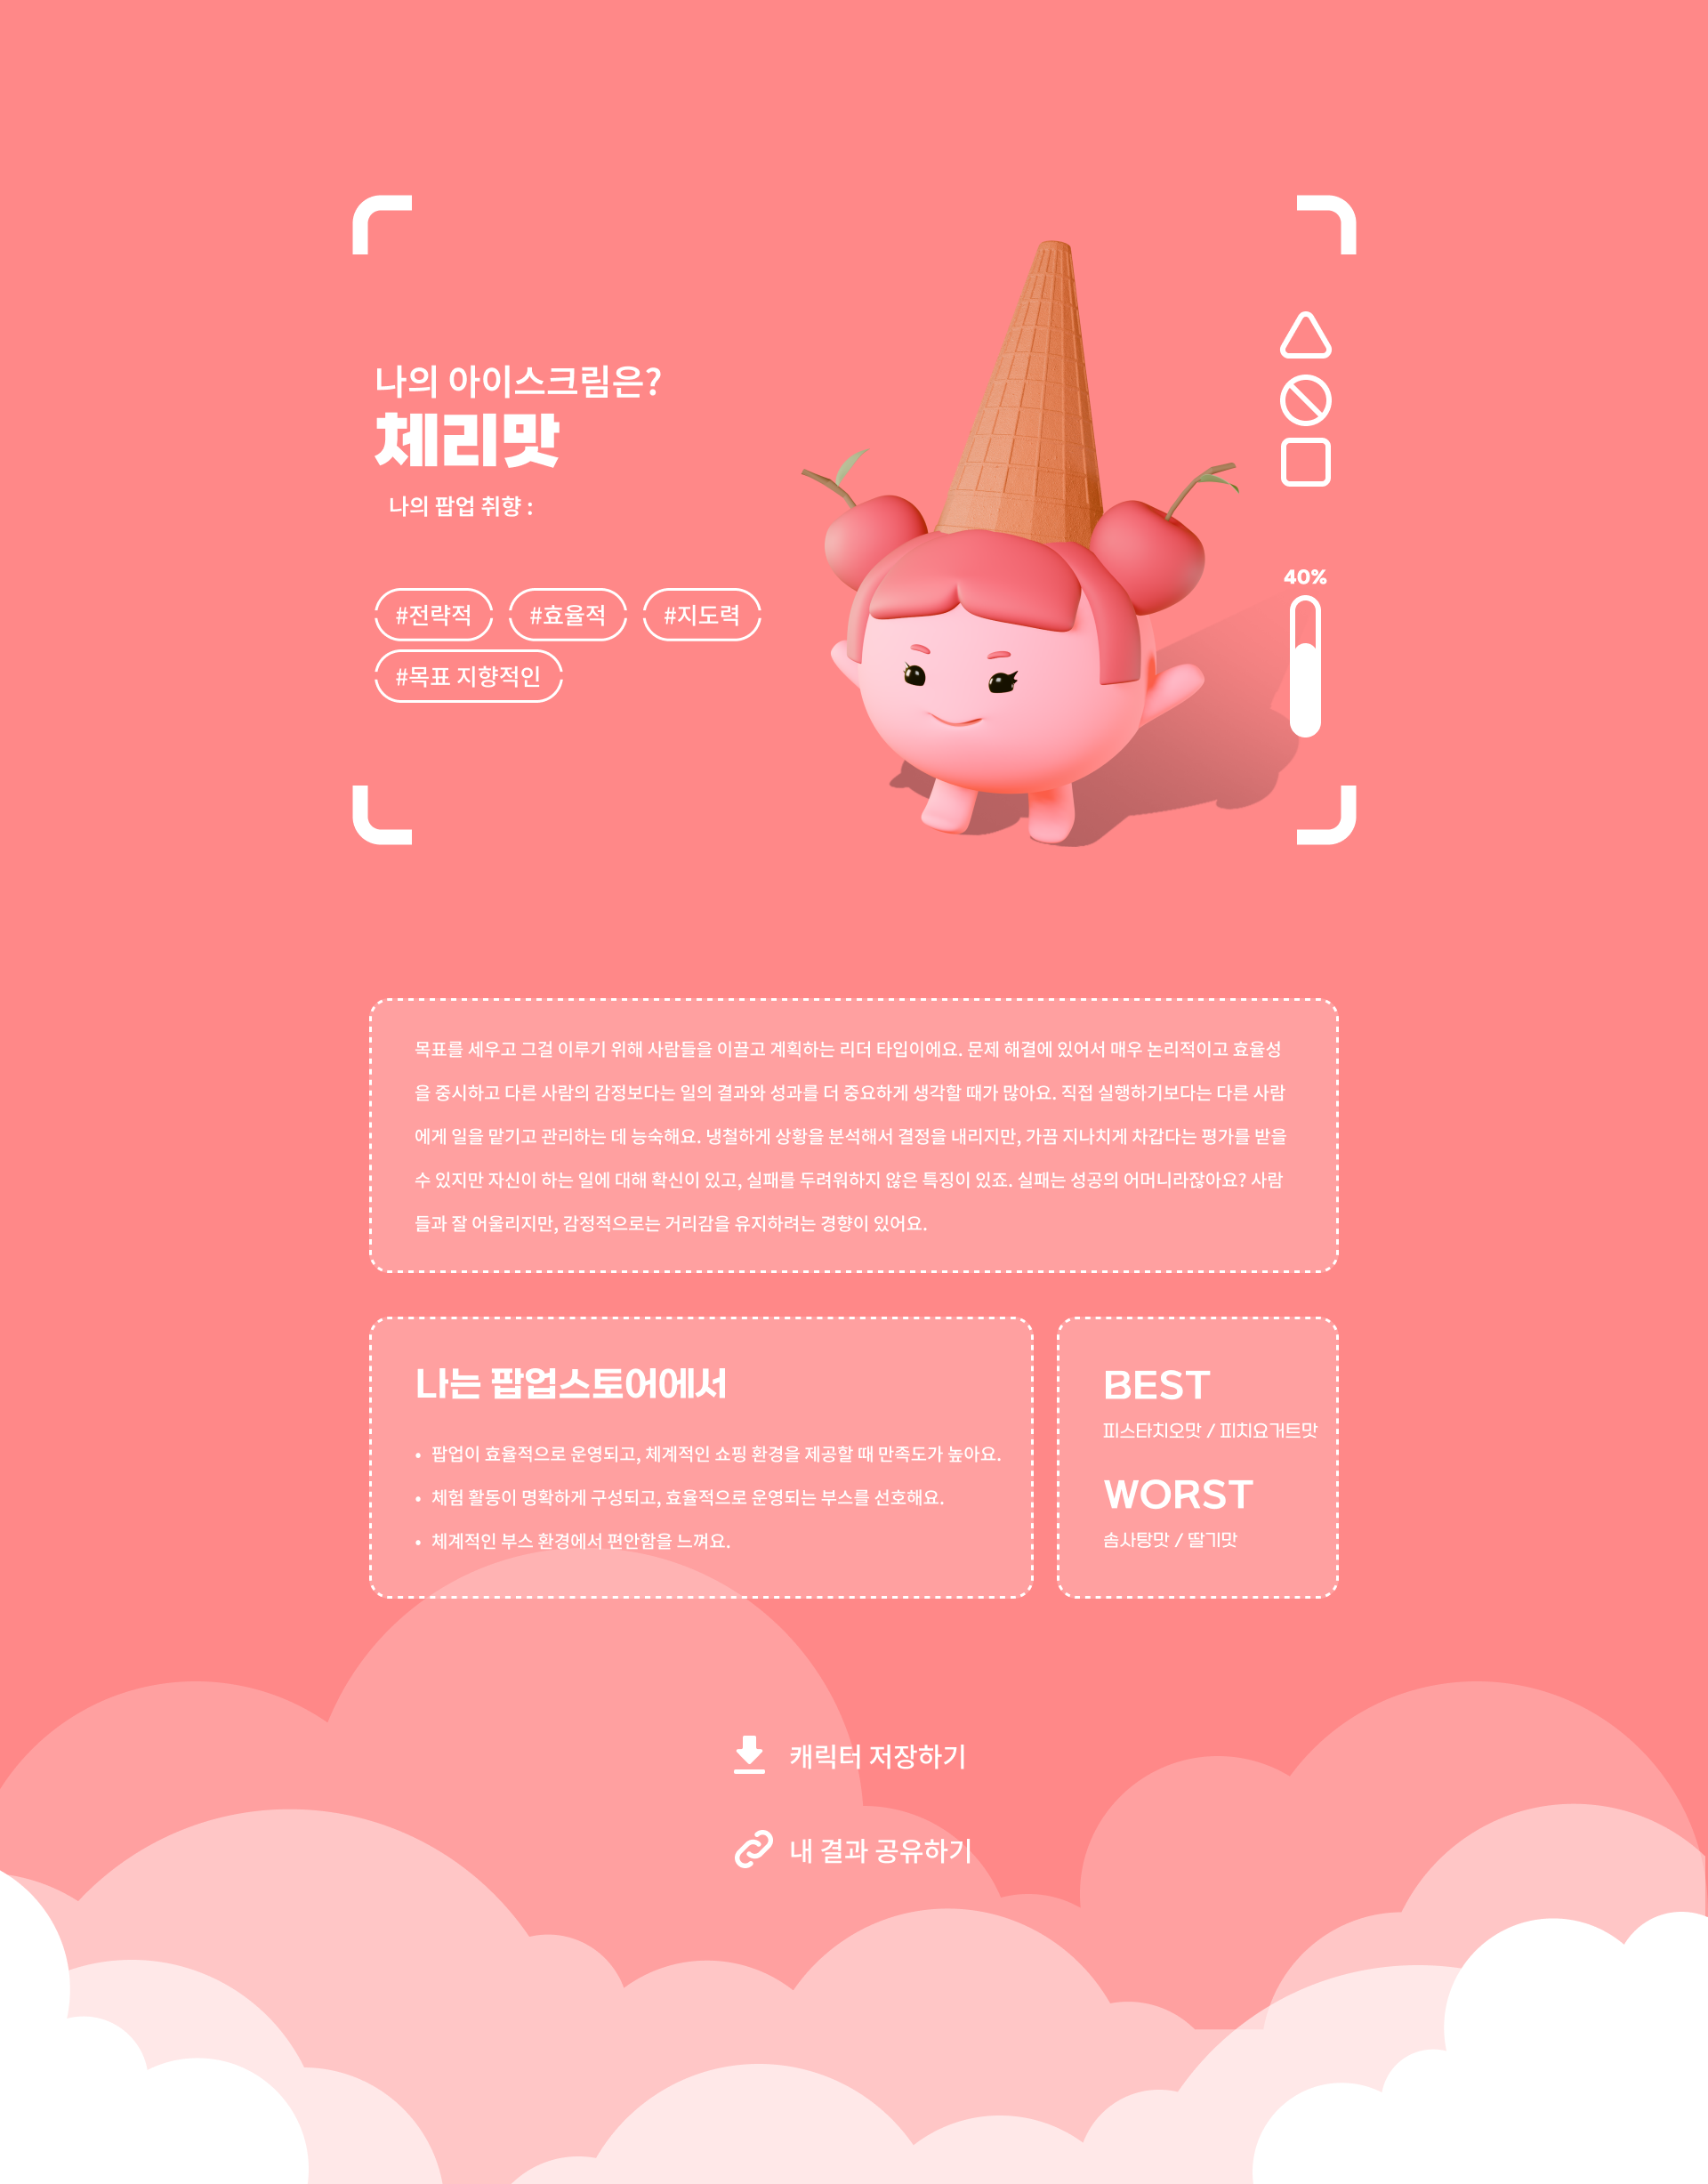 나의 아이스크림은?
체리맛
나의 팝업 취향 :
#전략적 #효율적 #지도력
#목표 지향적인
40%
목표를 세우고 그걸 이루기 위해 사람들을 이끌고 계획하는 리더 타입이에요. 문제 해결에 있어서 매우 논리적이고 효율성
을 중시하고 다른 사람의 감정보다는 일의 결과와 성과를 더 중요하게 생각할 때가 많아요. 직접 실행하기보다는 다른 사람
에게 일을 맡기고 관리하는 데 능숙해요. 냉철하게 상황을 분석해서 결정을 내리지만, 가끔 지나치게 차갑다는 평가를 받을
수 있지만 자신이 하는 일에 대해 확신이 있고, 실패를 두려워하지 않은 특징이 있죠. 실패는 성공의 어머니라잖아요? 사람
들과 잘 어울리지만, 감정적으로는 거리감을 유지하려는 경향이 있어요.
나는 팝업스토어에서
• 팝업이 효율적으로 운영되고, 체계적인 쇼핑 환경을 제공할 때 만족도가 높아요.
• 체험 활동이 명확하게 구성되고, 효율적으로 운영되는 부스를 선호해요.
• 체계적인 부스 환경에서 편안함을 느껴요.
BEST
피스타치오맛 / 피치요거트맛
WORST
솜사탕맛 / 딸기맛
캐릭터 저장하기
내 결과 공유하기